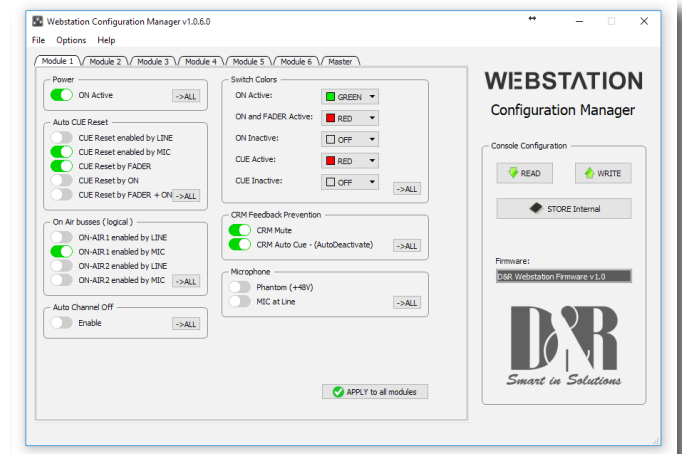 Webstation Configuration Manager v1.0.6.0
File Options Help
Module 1 Module 2 Module 3 Module 4 Module 5 Module 6 Master
Power
ON Active ->ALL
Auto CUE Reset
CUE Reset enabled by LINE
CUE Reset enabled by MIC
CUE Reset by FADER
CUE Reset by ON
CUE Reset by FADER + ON ->ALL
On Air busses ( logical )
ON-AIR1 enabled by LINE
ON-AIR1 enabled by MIC
ON-AIR2 enabled by LINE
ON-AIR2 enabled by MIC ->ALL
Auto Channel Off
Enable ->ALL
Switch Colors
ON Active: GREEN
ON and FADER Active: RED
ON Inactive: OFF
CUE Active: RED
CUE Inactive: OFF
->ALL
CRM Feedback Prevention
CRM Mute
CRM Auto Cue - (AutoDeactivate) ->ALL
Microphone
Phantom (+48V)
MIC at Line ->ALL
APPLY to all modules
WEBSTATION
Configuration Manager
Console Configuration
READ WRITE
STORE Internal
Firmware:
D&R Webstation Firmware v1.0
D&R
Smart in Solutions